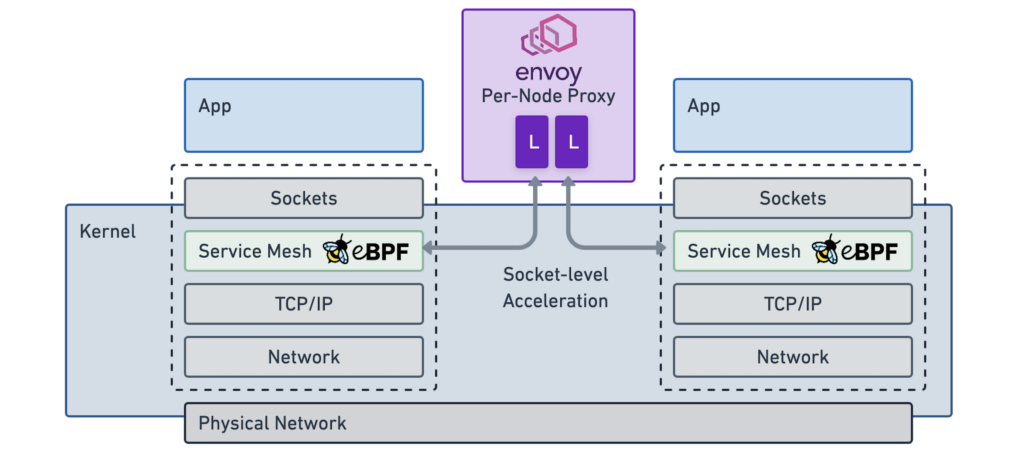 envoy
Per-Node Proxy
L L
App
App
Kernel
Sockets
Service Mesh eBPF
TCP/IP
Network
Socket-level
Acceleration
Sockets
Service Mesh eBPF
TCP/IP
Network
Physical Network